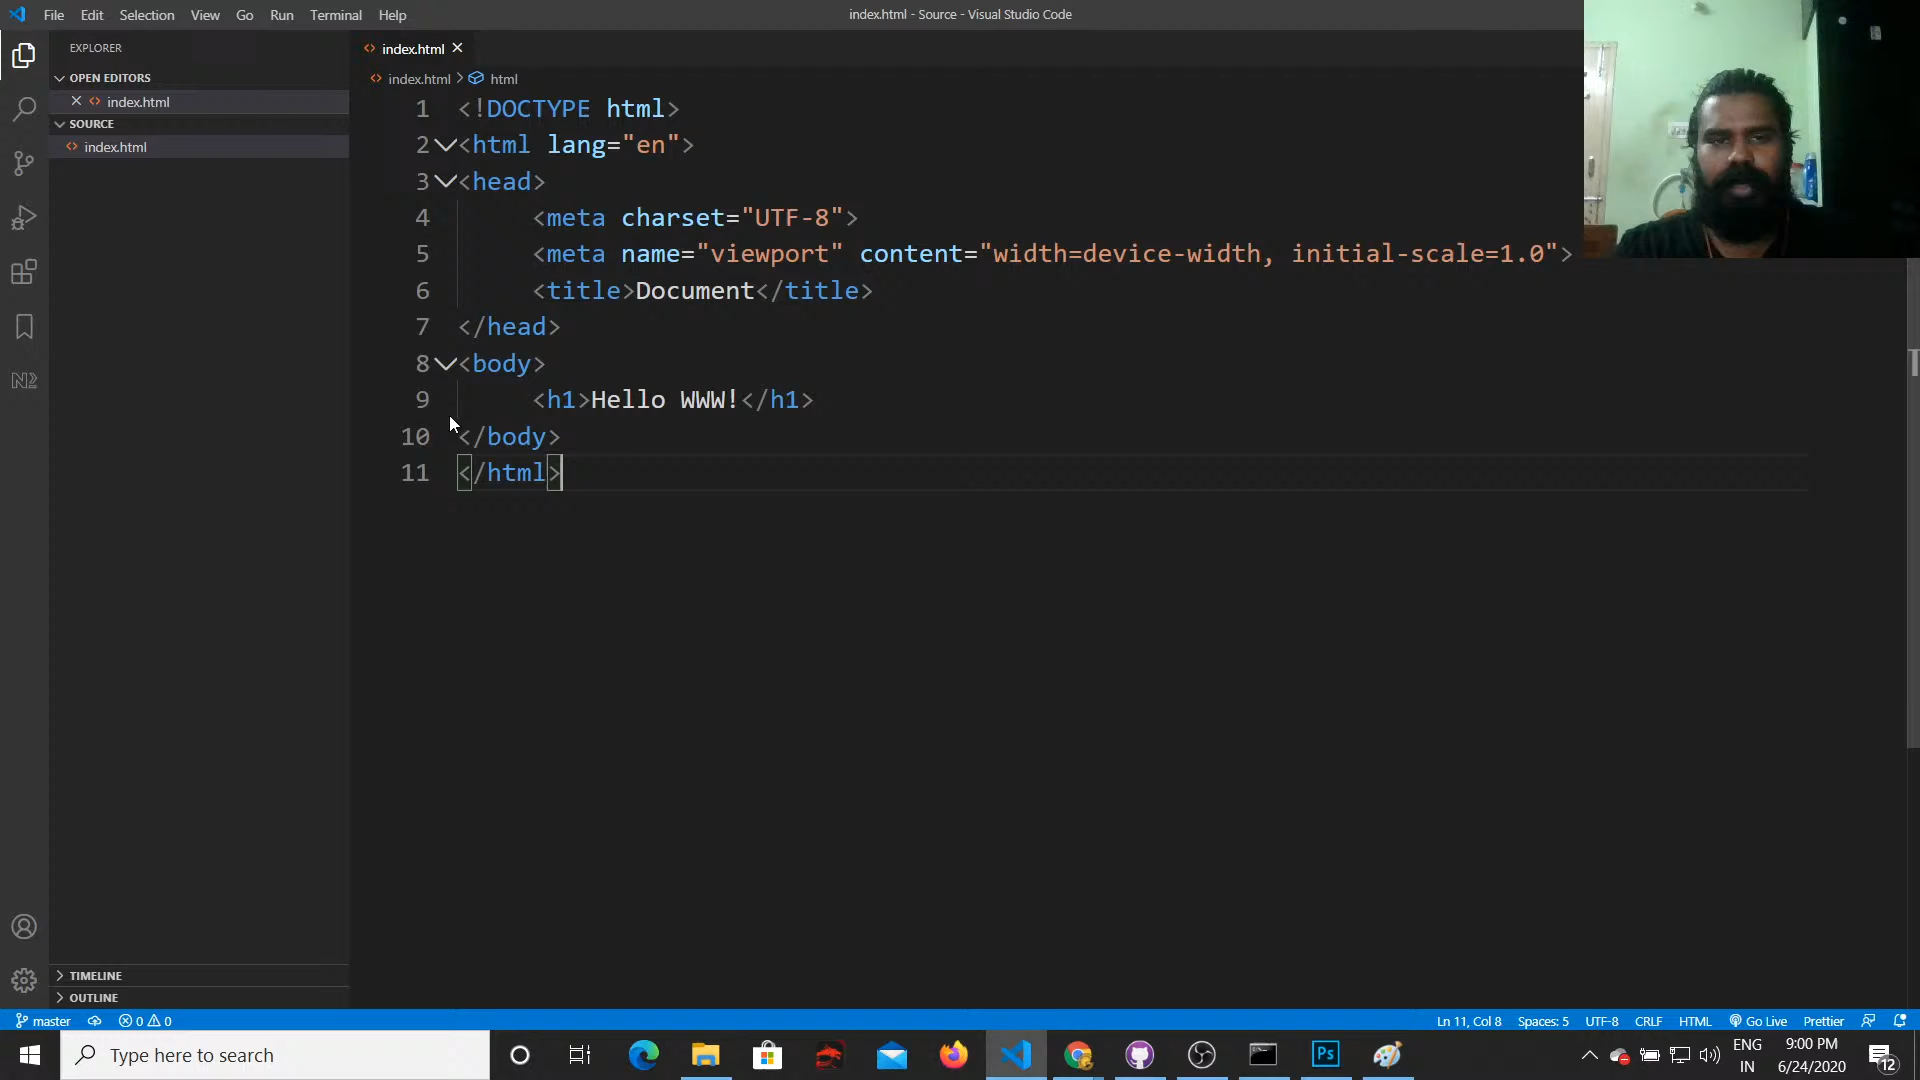 File Edit Selection View Go Run Terminal Help
index.html - Source - Visual Studio Code
EXPLORER
OPEN EDITORS
index.html
SOURCE
index.html
TIMELINE
OUTLINE
index.html
index.html > html
1 <!DOCTYPE html>
2 <html lang="en">
3 <head>
4 <meta charset="UTF-8">
5 <meta name="viewport" content="width=device-width, initial-scale=1.0">
6 <title>Document</title>
7 </head>
8 <body>
9 <h1>Hello WWW!</h1>
10 </body>
11 </html>
master 0 0
Ln 11, Col 8 Spaces: 5 UTF-8 CRLF HTML Go Live Prettier
Type here to search
Ps
ENG
IN
9:00 PM
6/24/2020
12